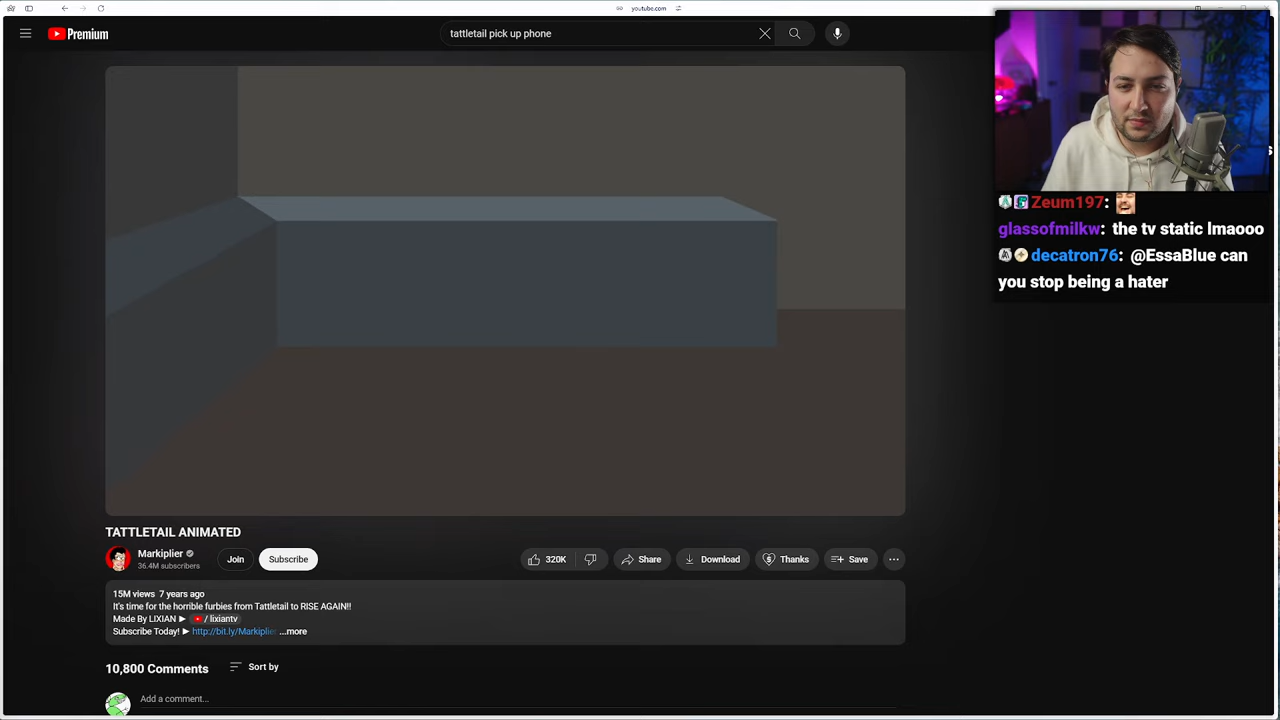 youtube.com
Premium
tattletail pick up phone
Zeum197:
glassofmilkw: the tv static lmaooo
decatron76: @EssaBlue can
you stop being a hater
TATTLETAIL ANIMATED
Markiplier
36.4M subscribers
Join
Subscribe
320K
Share
Download
Thanks
Save
15M views 7 years ago
It's time for the horrible furbies from Tattletail to RISE AGAIN!!
Made By LIXIAN ► / lixiantv
Subscribe Today! ► http://bit.ly/Markiplier ...more
10,800 Comments
Sort by
Add a comment...